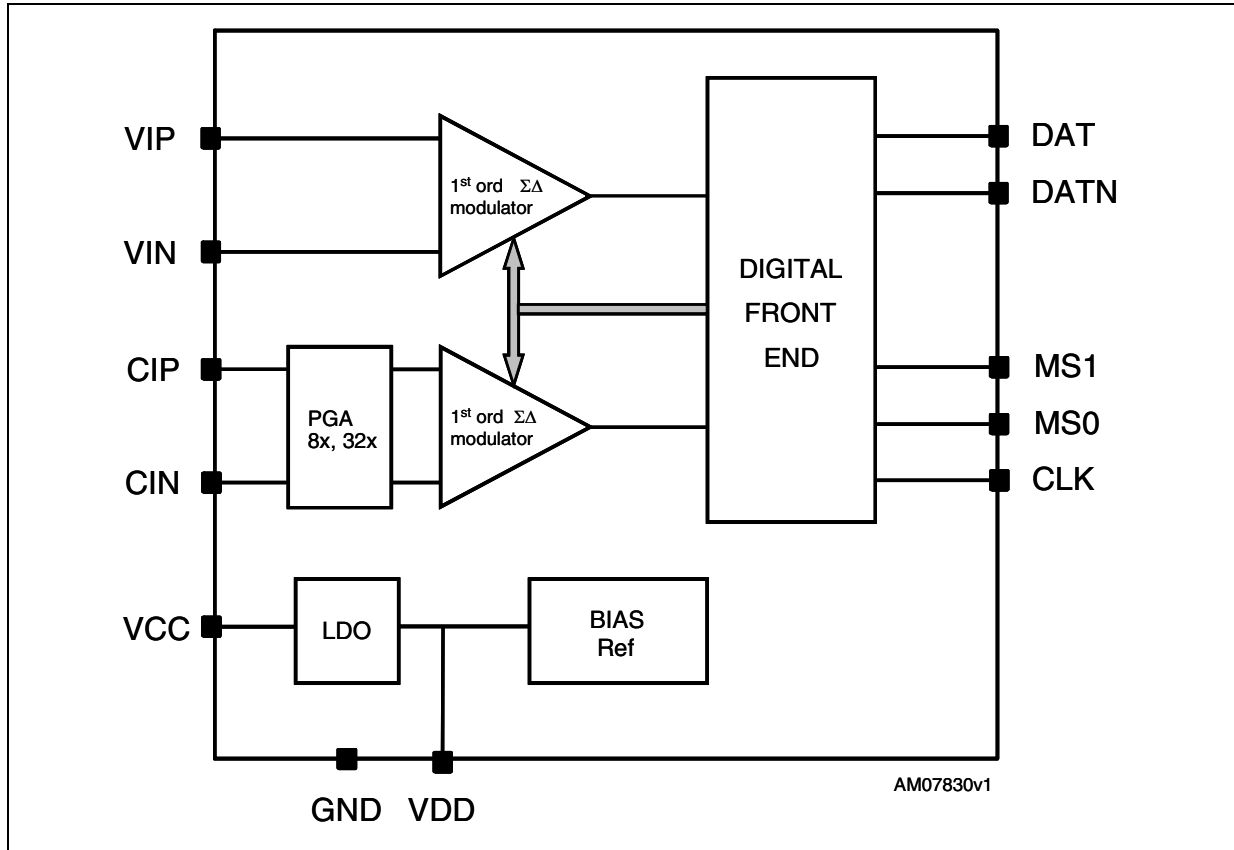 VIP
VIN
CIP
CIN
VCC
1st ord ΣΔ
modulator
PGA
8x, 32x
1st ord ΣΔ
modulator
LDO
BIAS
Ref
DIGITAL
FRONT
END
DAT
DATN
MS1
MS0
CLK
GND
VDD
AM07830v1